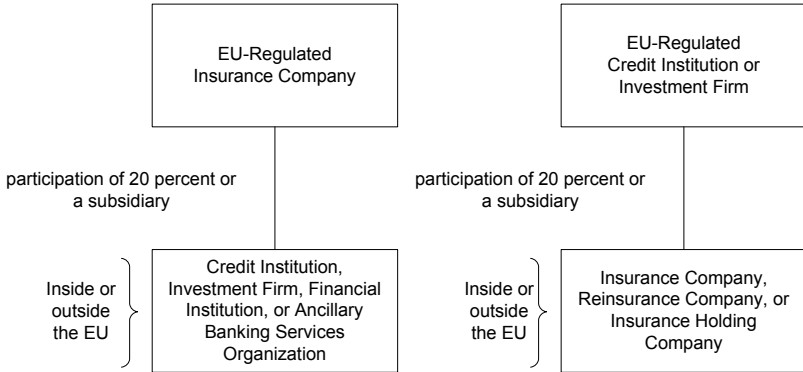 EU-Regulated
Insurance Company
EU-Regulated
Credit Institution or
Investment Firm
participation of 20 percent or
a subsidiary
participation of 20 percent or
a subsidiary
Inside or
outside
the EU
Credit Institution,
Investment Firm, Financial
Institution, or Ancillary
Banking Services
Organization
Inside or
outside
the EU
Insurance Company,
Reinsurance Company, or
Insurance Holding
Company